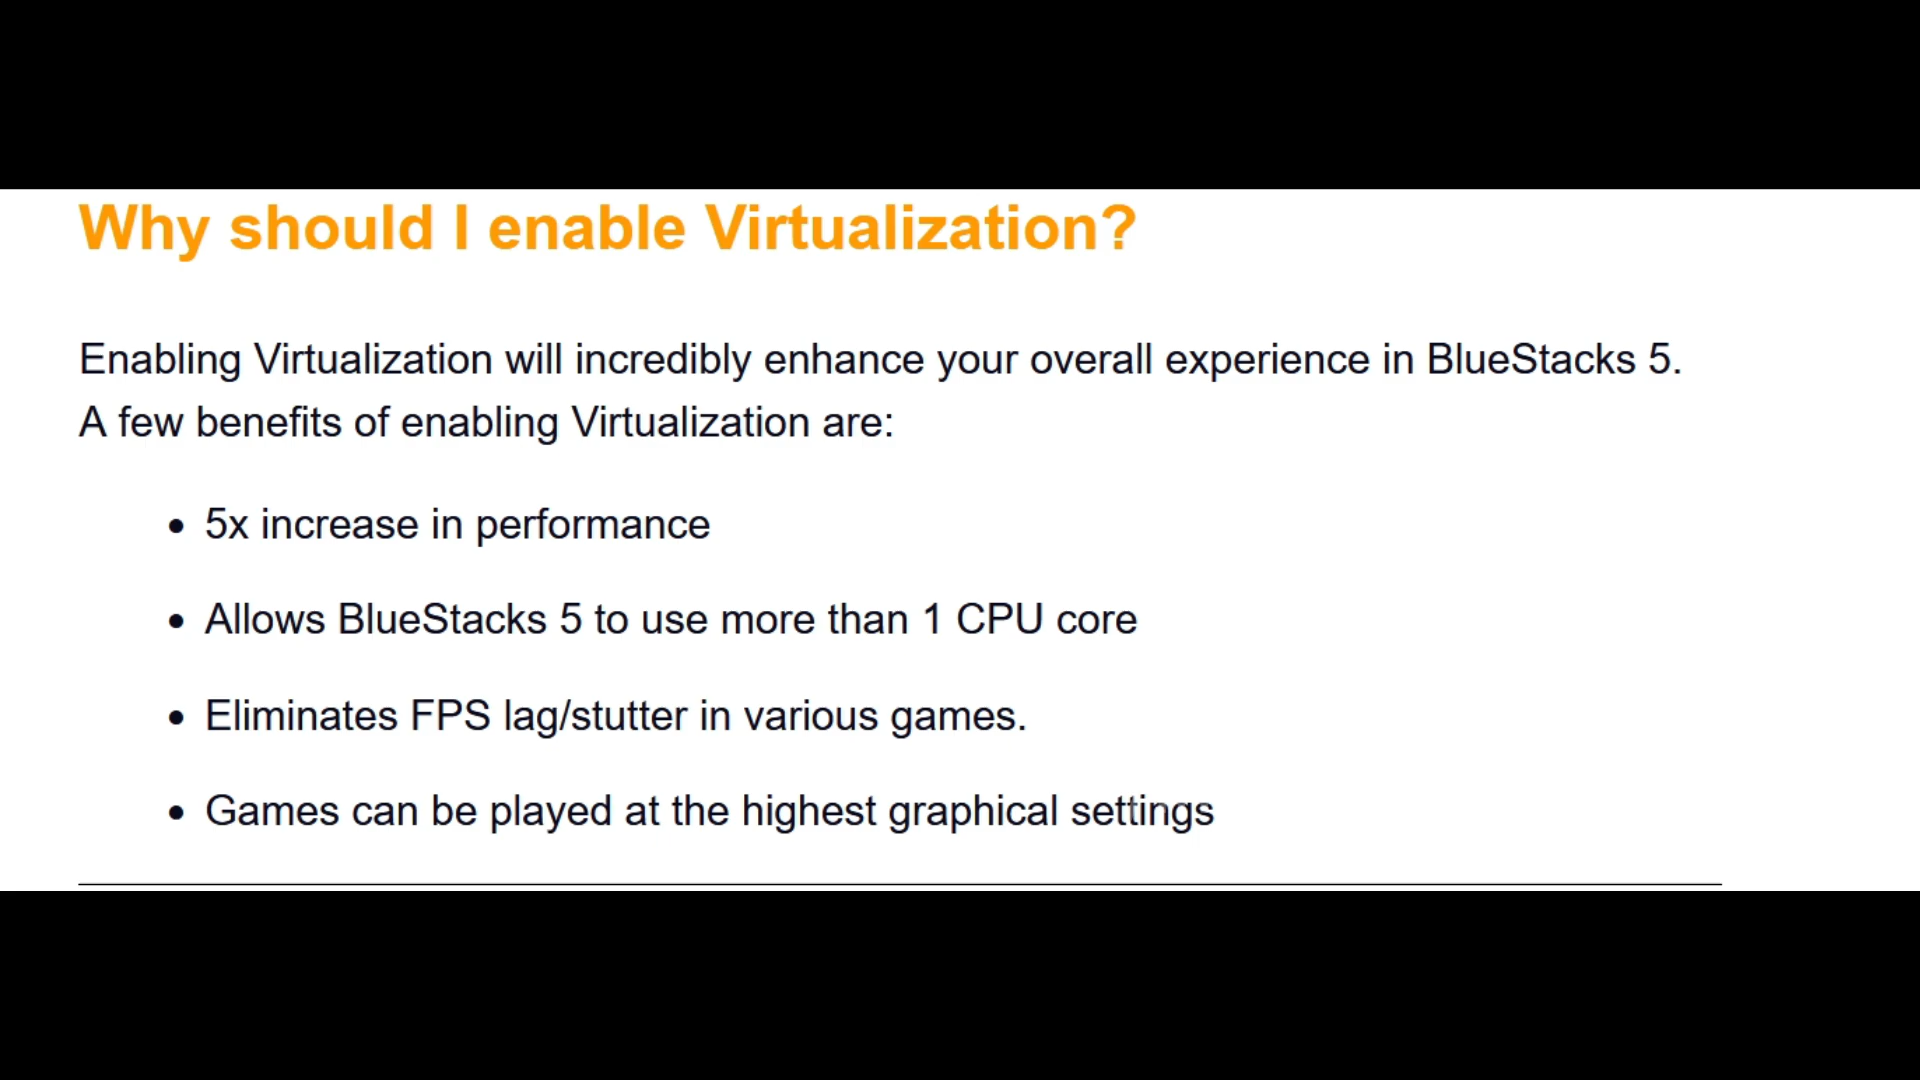 Why should I enable Virtualization?
Enabling Virtualization will incredibly enhance your overall experience in BlueStacks 5.
A few benefits of enabling Virtualization are:
• 5x increase in performance
• Allows BlueStacks 5 to use more than 1 CPU core
• Eliminates FPS lag/stutter in various games.
• Games can be played at the highest graphical settings